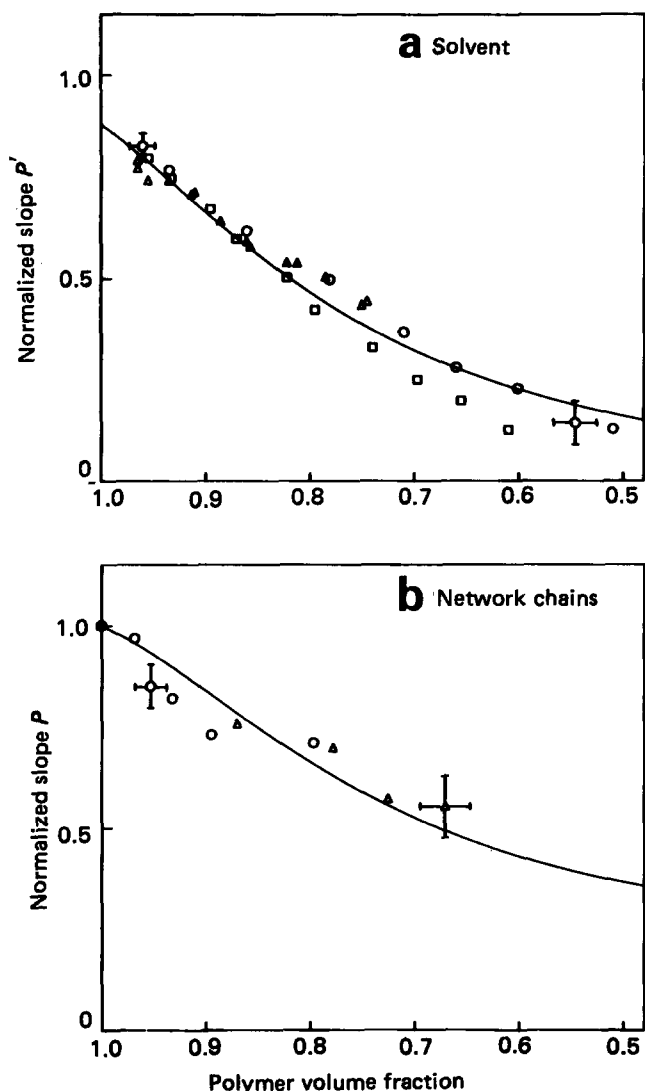 a Solvent
1.0
0.5
0
Normalized slope P'
1.0 0.9 0.8 0.7 0.6 0.5
b Network chains
1.0
0.5
0
Normalized slope P
1.0 0.9 0.8 0.7 0.6 0.5
Polymer volume fraction